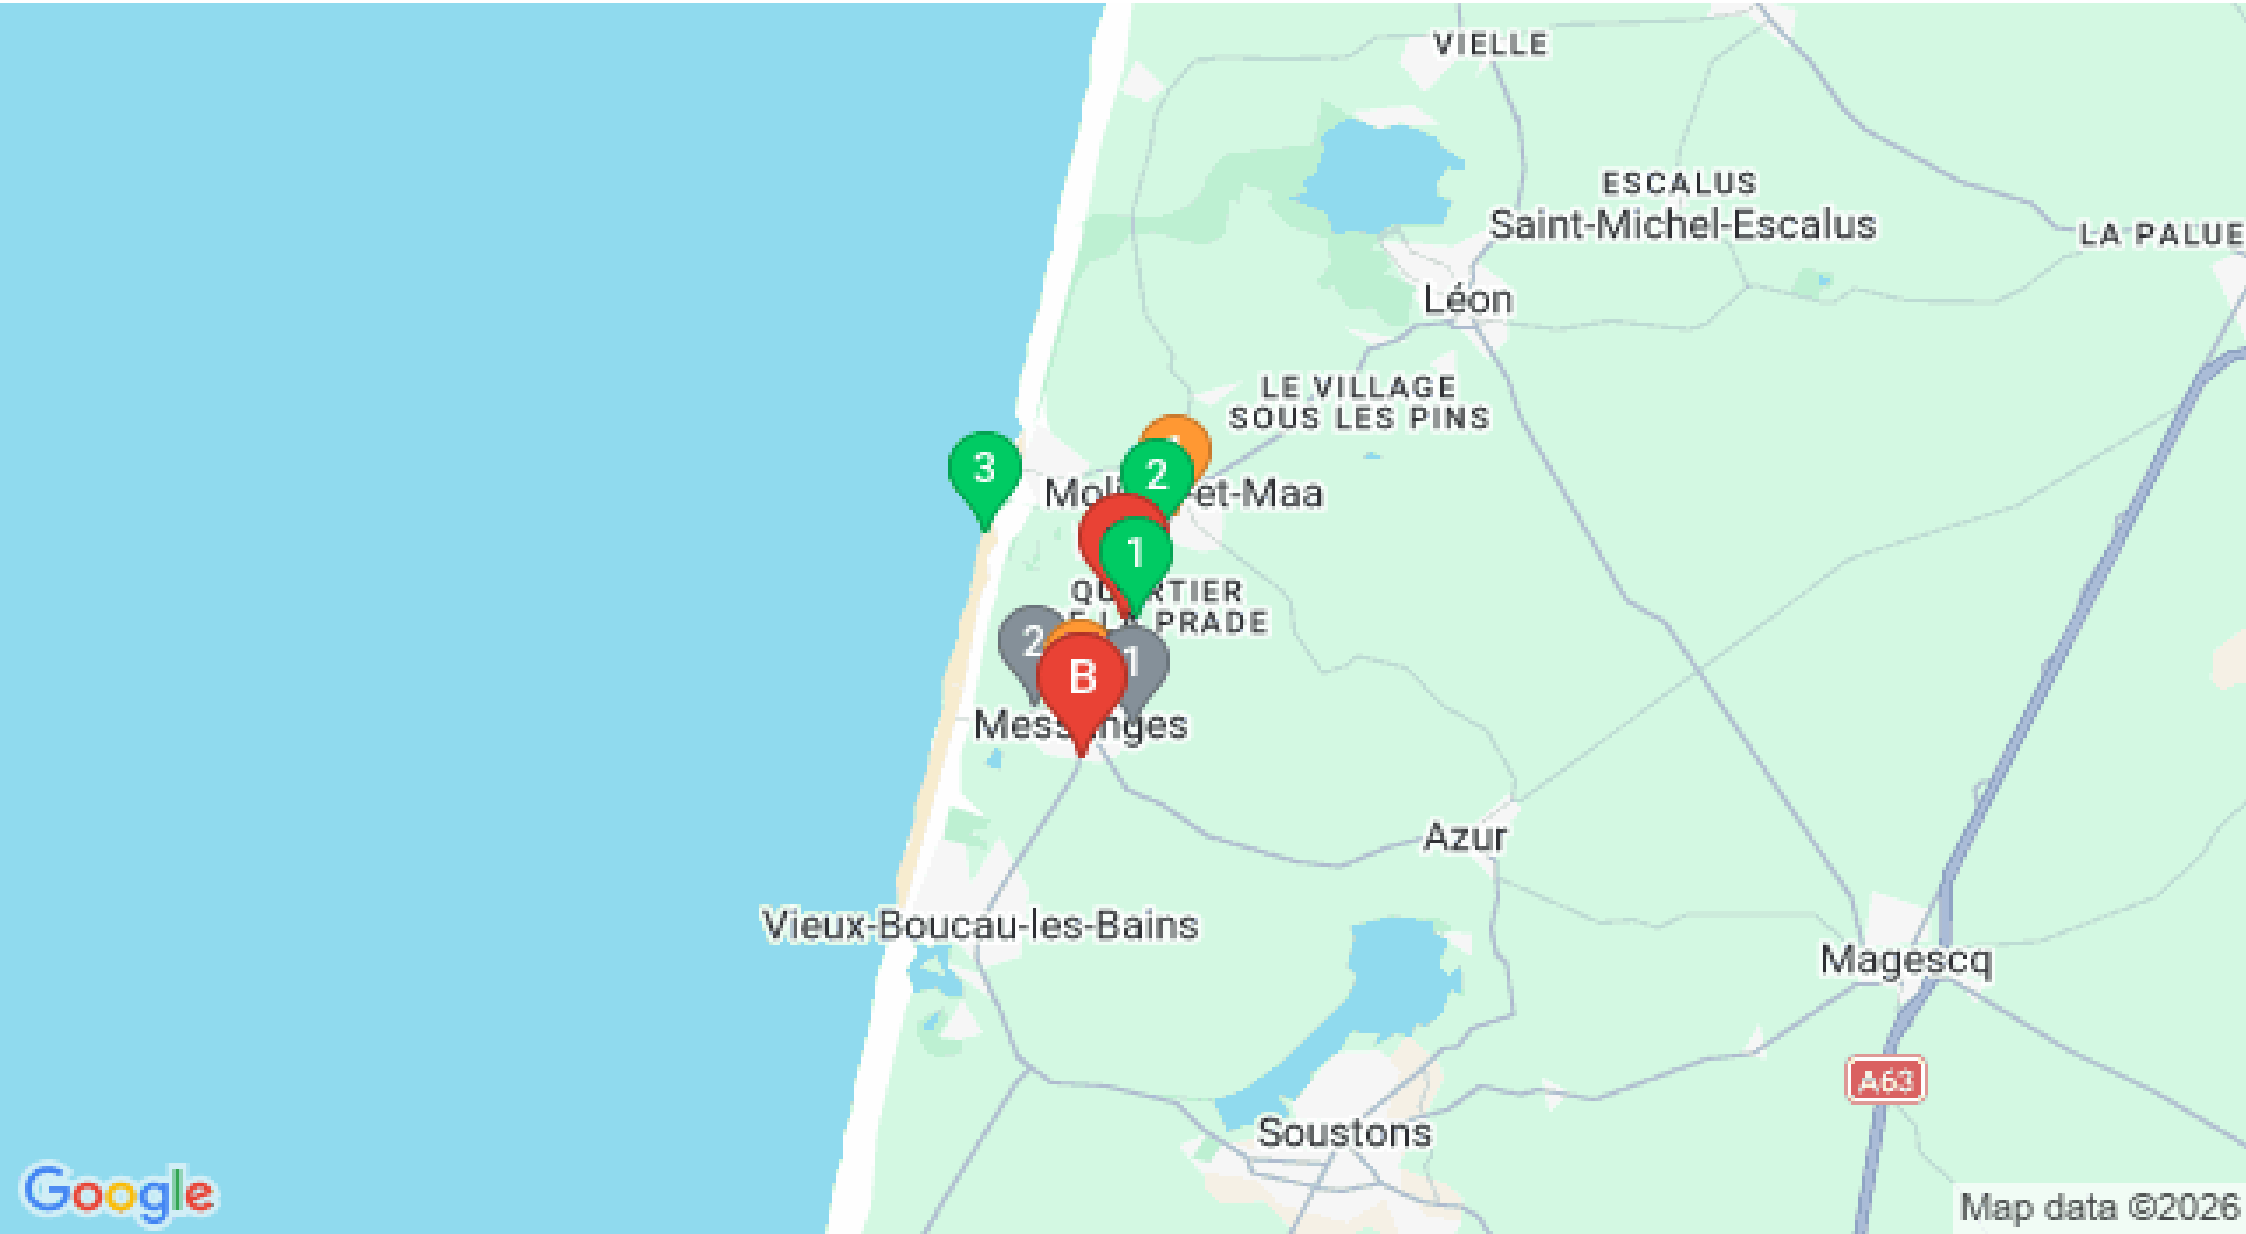 VIELLE
ESCALUS
Saint-Michel-Escalus
LA PALUE
Léon
LE VILLAGE
SOUS LES PINS
3
2
1
2
1
B
PRADE
Azur
Vieux-Boucau-les-Bains
Magescq
A63
Soustons
Google
Map data ©2026